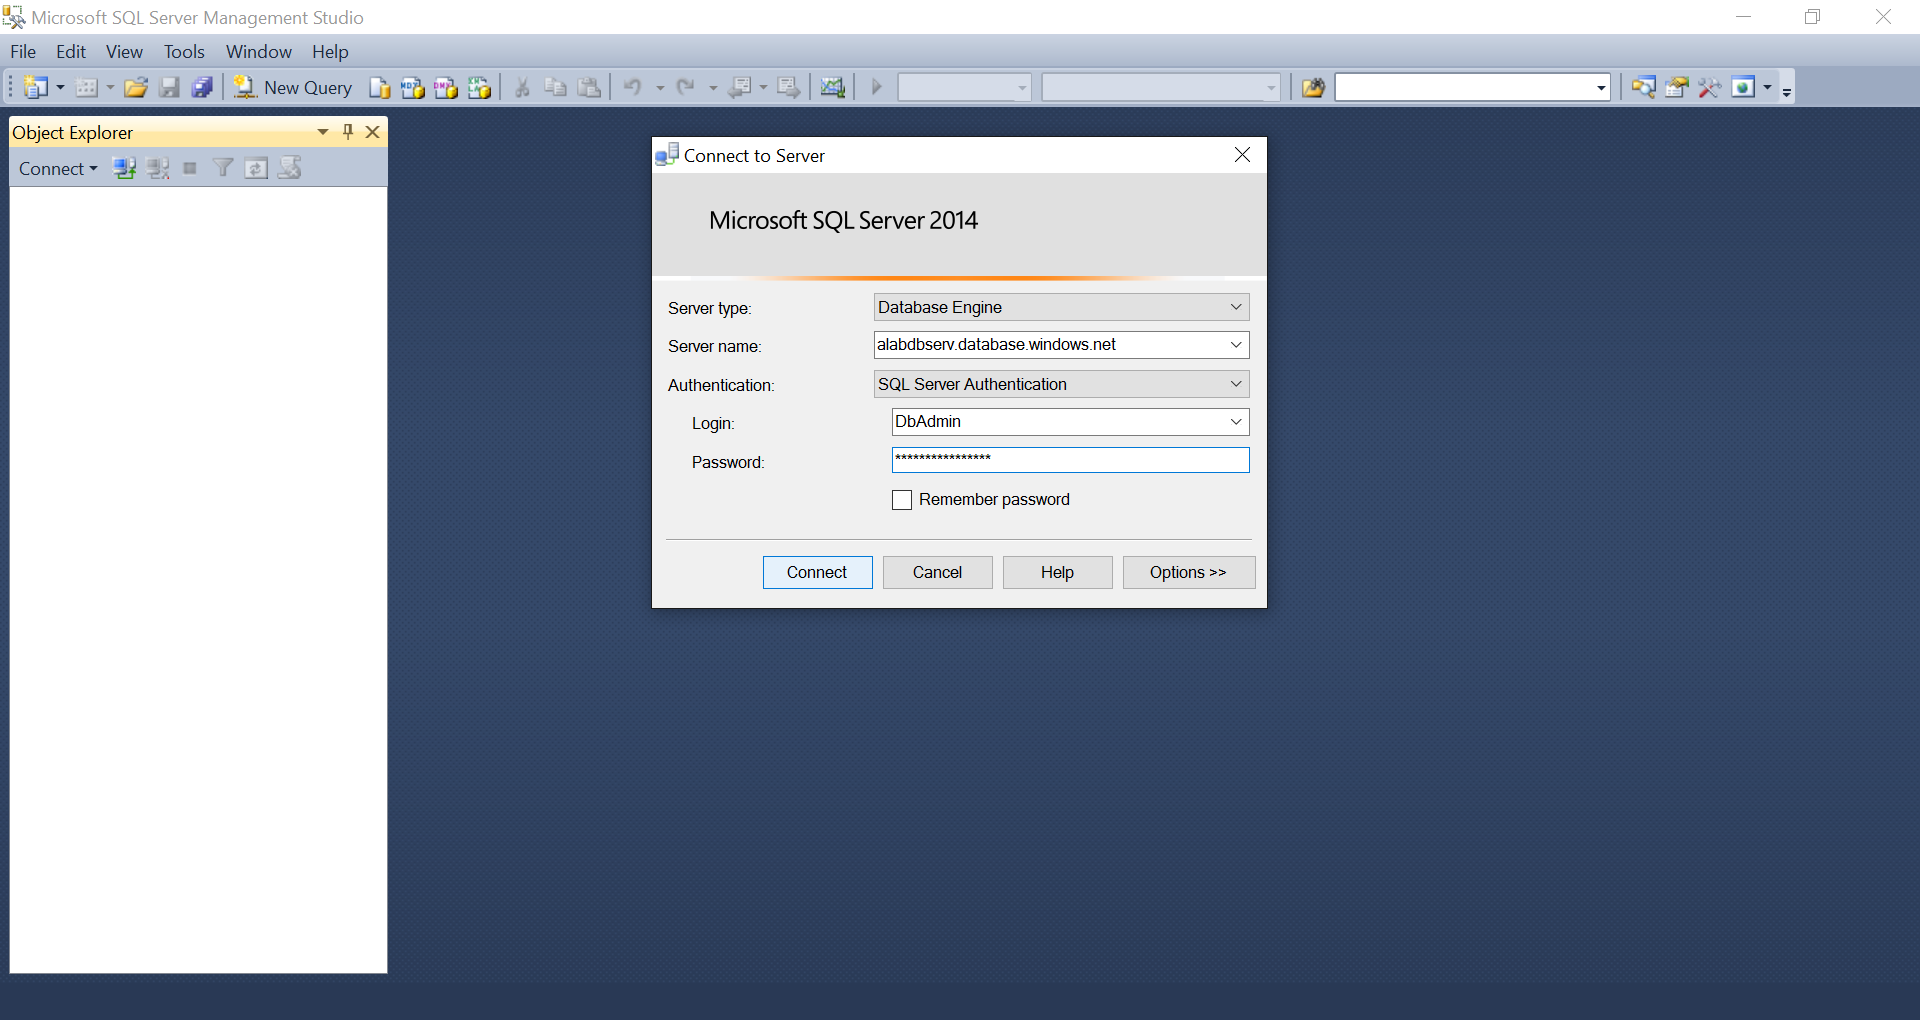 Microsoft SQL Server Management Studio
File Edit View Tools Window Help
New Query
Object Explorer
Connect
Connect to Server
Microsoft SQL Server 2014
Server type: Database Engine
Server name: alabdbserv.database.windows.net
Authentication: SQL Server Authentication
Login: DbAdmin
Password: ****************
Remember password
Connect Cancel Help Options >>